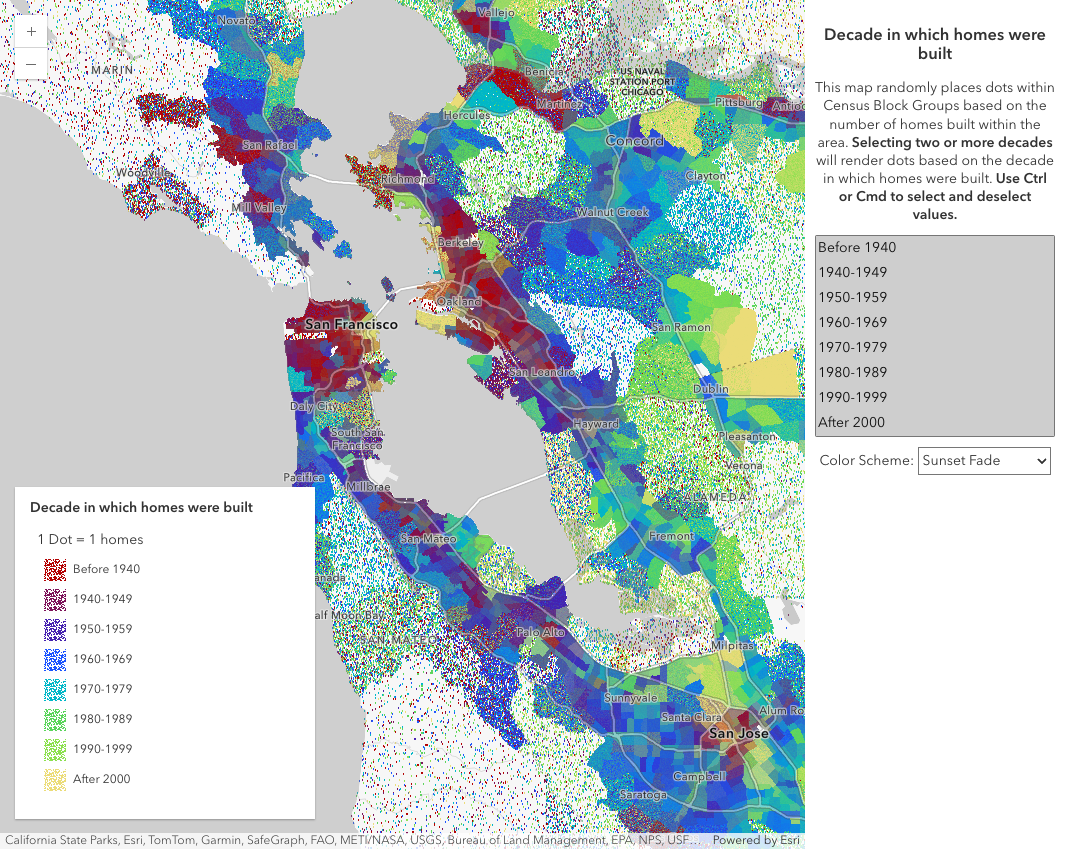 Novato
Vallejo
+
−
MARIN
Benicia
US NAVAL
STATION PORT
CHICAGO
Martinez
Pittsburg
Antioc
Hercules
Concord
San Rafael
Woodville
Richmond
Clayton
Mill Valley
Walnut Creek
Berkeley
Oakland
San Francisco
San Ramon
San Leandro
Dublin
Daly City
Hayward
South San
Francisco
Pleasanton
Verona
Pacifica
Millbrae
ALAMEDA
San Mateo
Fremont
anada
alf Moon Bay
SAN MATEO
Palo Alto
Milpitas
Sunnyvale
Santa Clara
Alum Ro
San Jose
Campbell
Saratoga
Decade in which homes were built
1 Dot = 1 homes
Before 1940
1940-1949
1950-1959
1960-1969
1970-1979
1980-1989
1990-1999
After 2000
California State Parks, Esri, TomTom, Garmin, SafeGraph, FAO, METI/NASA, USGS, Bureau of Land Management, EPA, NPS, USF…
Powered by Esri
Decade in which homes were
built
This map randomly places dots within
Census Block Groups based on the
number of homes built within the
area. Selecting two or more decades
will render dots based on the decade
in which homes were built. Use Ctrl
or Cmd to select and deselect
values.
Before 1940
1940-1949
1950-1959
1960-1969
1970-1979
1980-1989
1990-1999
After 2000
Color Scheme: Sunset Fade